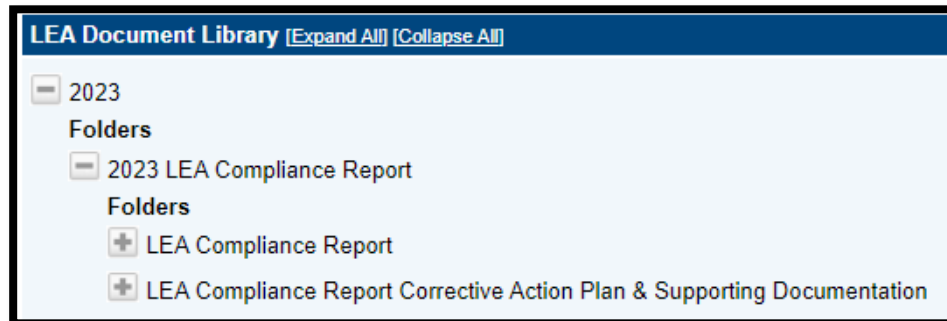 LEA Document Library [Expand All] [Collapse All]
2023
Folders
2023 LEA Compliance Report
Folders
LEA Compliance Report
LEA Compliance Report Corrective Action Plan & Supporting Documentation